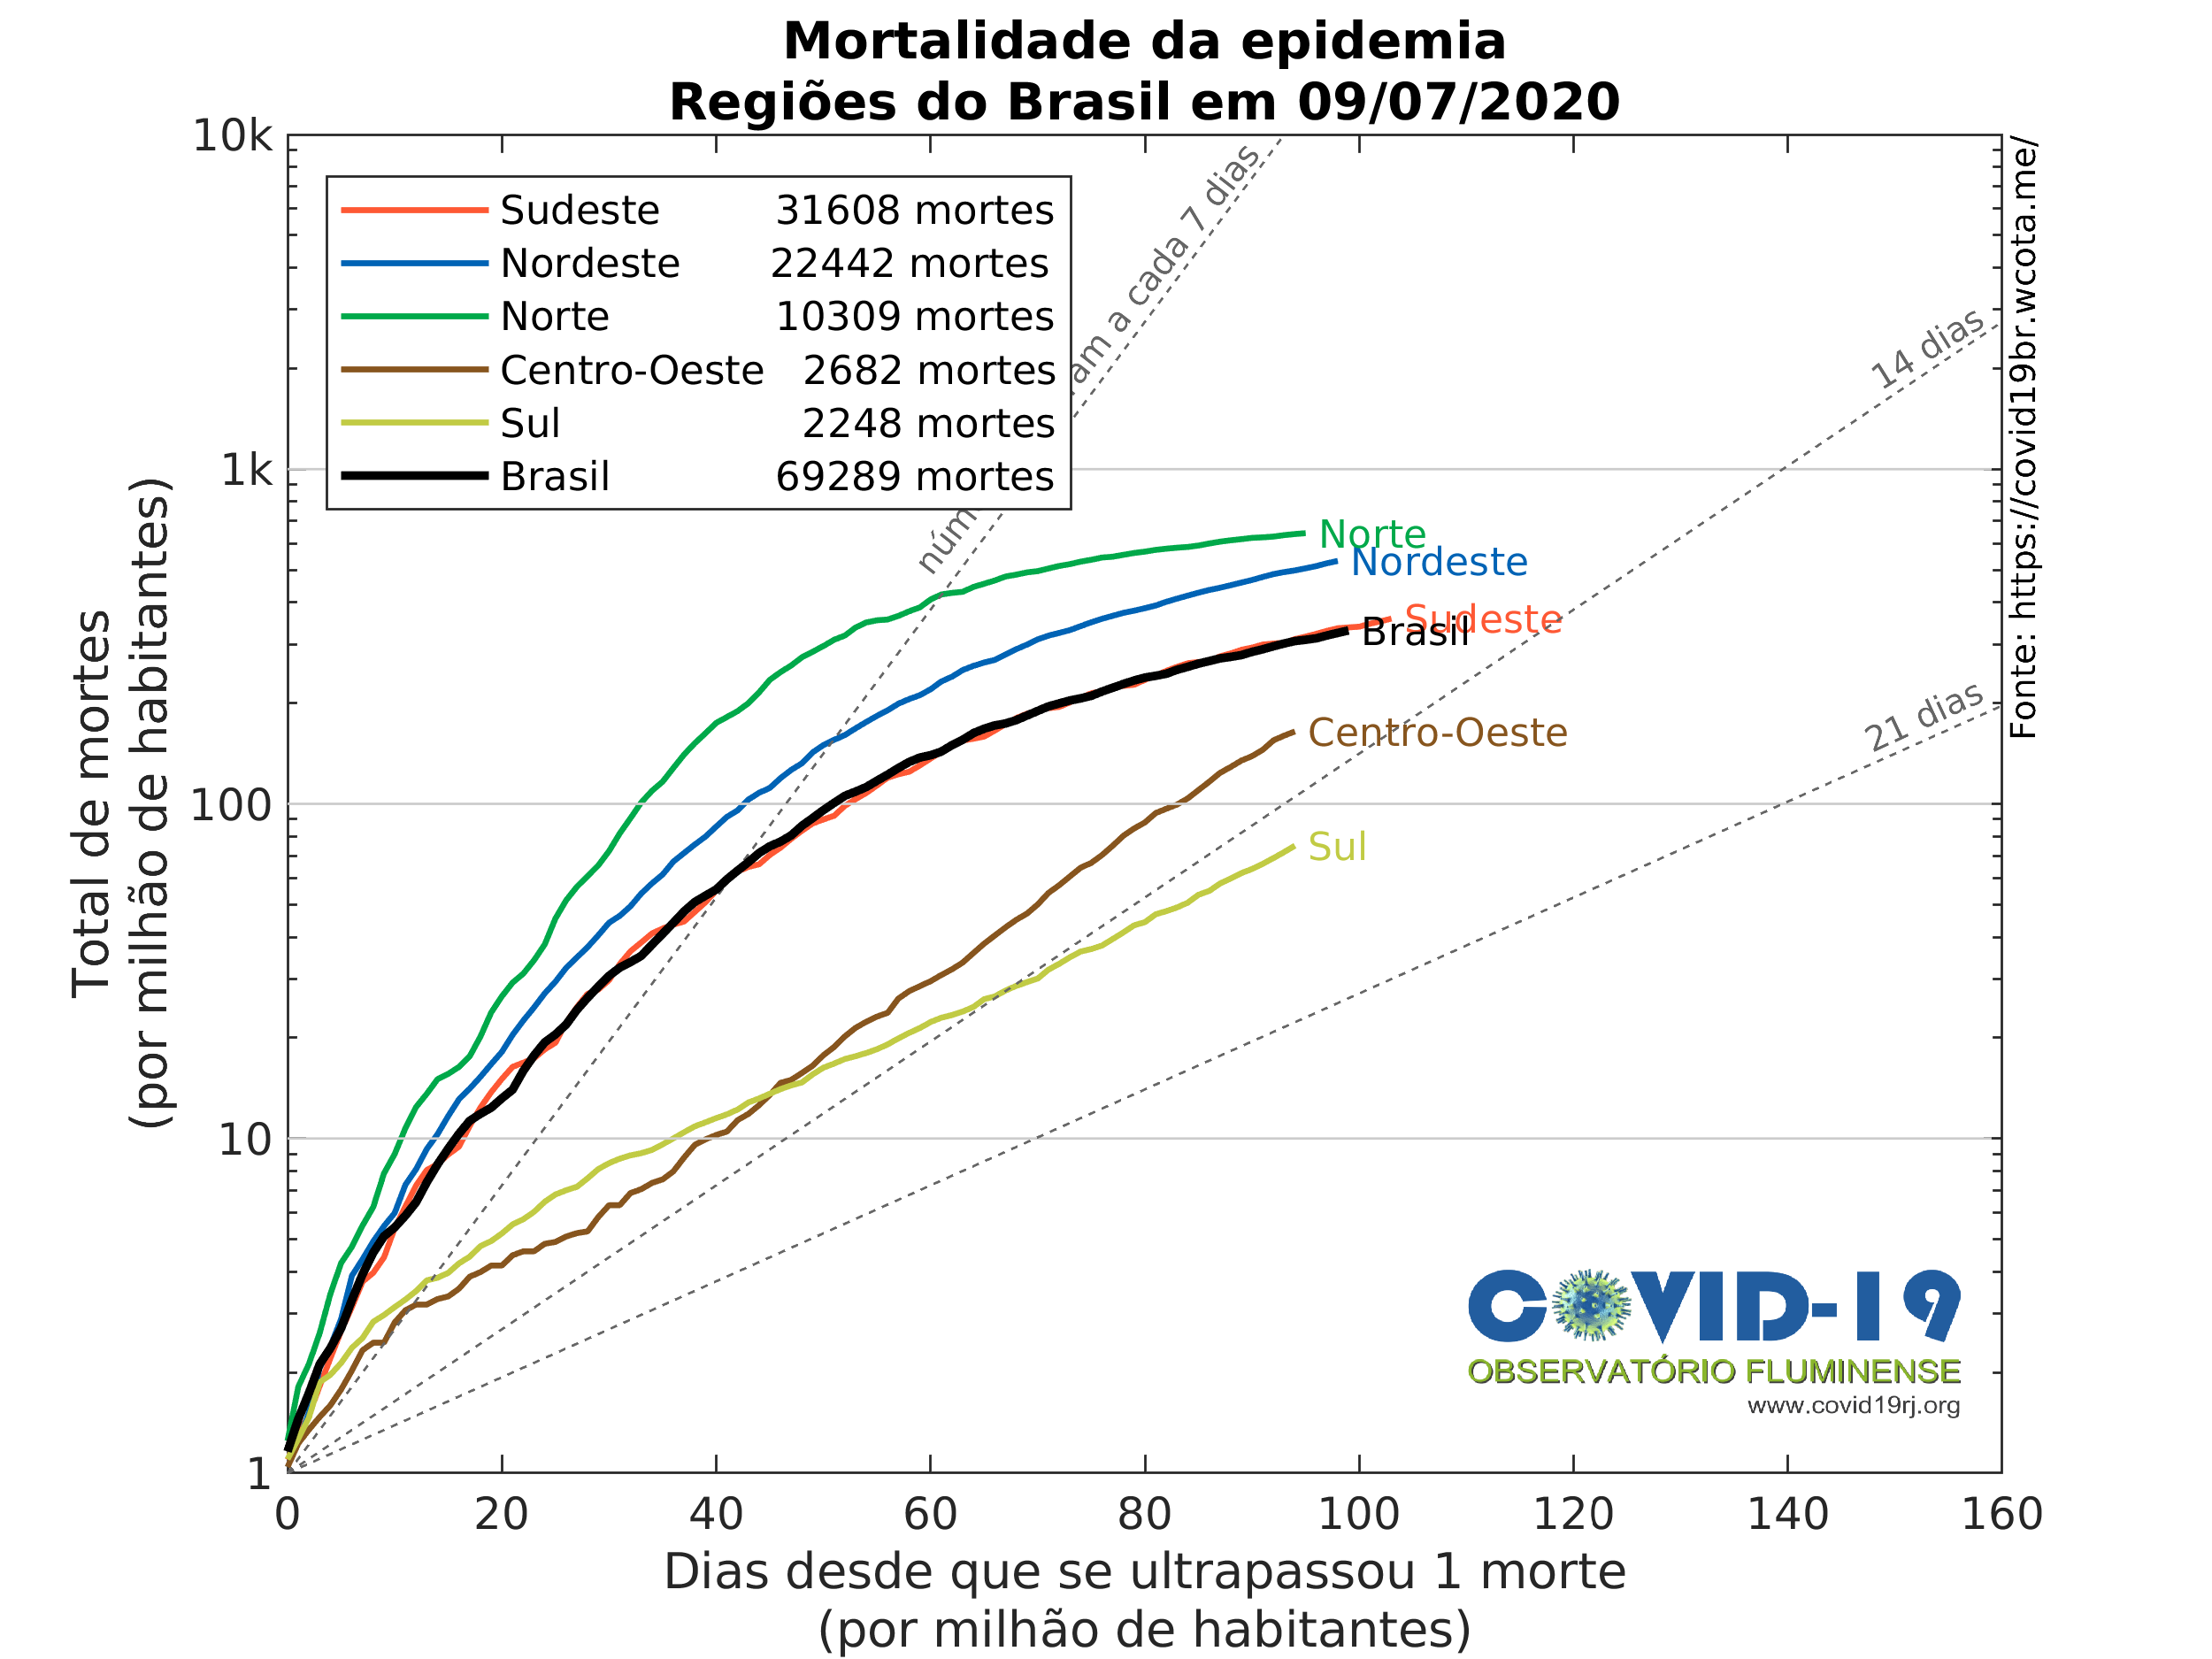 Mortalidade da epidemia
Regiões do Brasil em 09/07/2020
10k
1k
100
10
1
Total de mortes
(por milhão de habitantes)
Sudeste 31608 mortes
Nordeste 22442 mortes
Norte 10309 mortes
Centro-Oeste 2682 mortes
Sul 2248 mortes
Brasil 69289 mortes
am a cada 7 dias
14 dias
21 dias
Norte
Nordeste
Sudeste
Brasil
Centro-Oeste
Sul
Fonte: https://covid19br.wcota.me/
COVID-19
OBSERVATÓRIO FLUMINENSE
www.covid19rj.org
0 20 40 60 80 100 120 140 160
Dias desde que se ultrapassou 1 morte
(por milhão de habitantes)